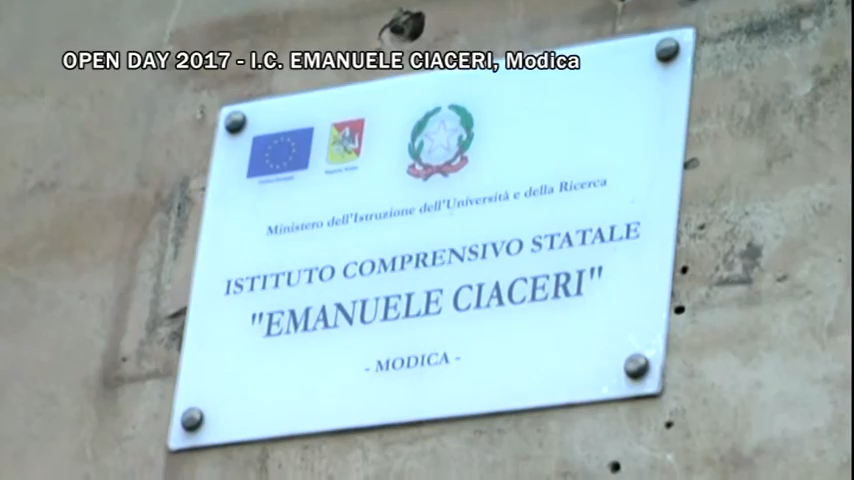 OPEN DAY 2017 - I.C. EMANUELE CIACERI, Modica
Ministero dell'Istruzione dell'Università e della Ricerca
ISTITUTO COMPRENSIVO STATALE
"EMANUELE CIACERI"
- MODICA -